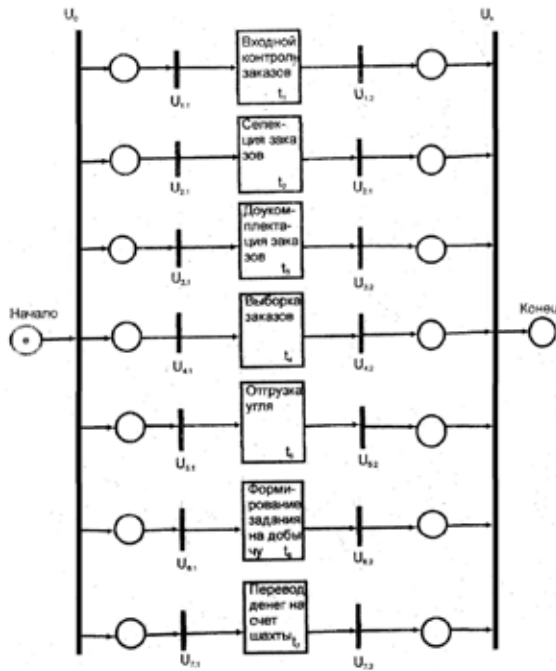 U₀
Uₖ
Входной
контроль
заказов
t₁
U₁.₁
U₁.₂
Селек-
ция зака
зов
t₂
U₂.₁
U₂.₁
Доуком-
плекта-
ция зака
зов
t₃
U₃.₁
U₃.₂
Начало
Выборка
заказов
t₄
U₄.₁
U₄.₂
Конец
Отгрузка
угля
t₅
U₅.₁
U₅.₂
Форми-
рование
задания
на добы
чу t₆
U₆.₁
U₆.₂
Перевод
денег на
счет
шахты t₇
U₇.₁
U₇.₂